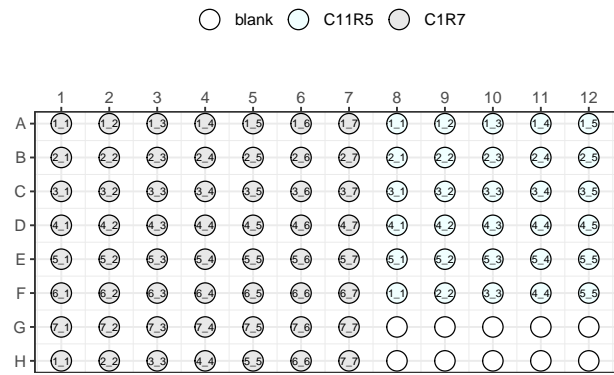 blank C11R5 C1R7
1 2 3 4 5 6 7 8 9 10 11 12
A 1_1 1_2 1_3 1_4 1_5 1_6 1_7 1_1 1_2 1_3 1_4 1_5
B 2_1 2_2 2_3 2_4 2_5 2_6 2_7 2_1 2_2 2_3 2_4 2_5
C 3_1 3_2 3_3 3_4 3_5 3_6 3_7 3_1 3_2 3_3 3_4 3_5
D 4_1 4_2 4_3 4_4 4_5 4_6 4_7 4_1 4_2 4_3 4_4 4_5
E 5_1 5_2 5_3 5_4 5_5 5_6 5_7 5_1 5_2 5_3 5_4 5_5
F 6_1 6_2 6_3 6_4 6_5 6_6 6_7 1_1 2_2 3_3 4_4 5_5
G 7_1 7_2 7_3 7_4 7_5 7_6 7_7
H 1_1 2_2 3_3 4_4 5_5 6_6 7_7